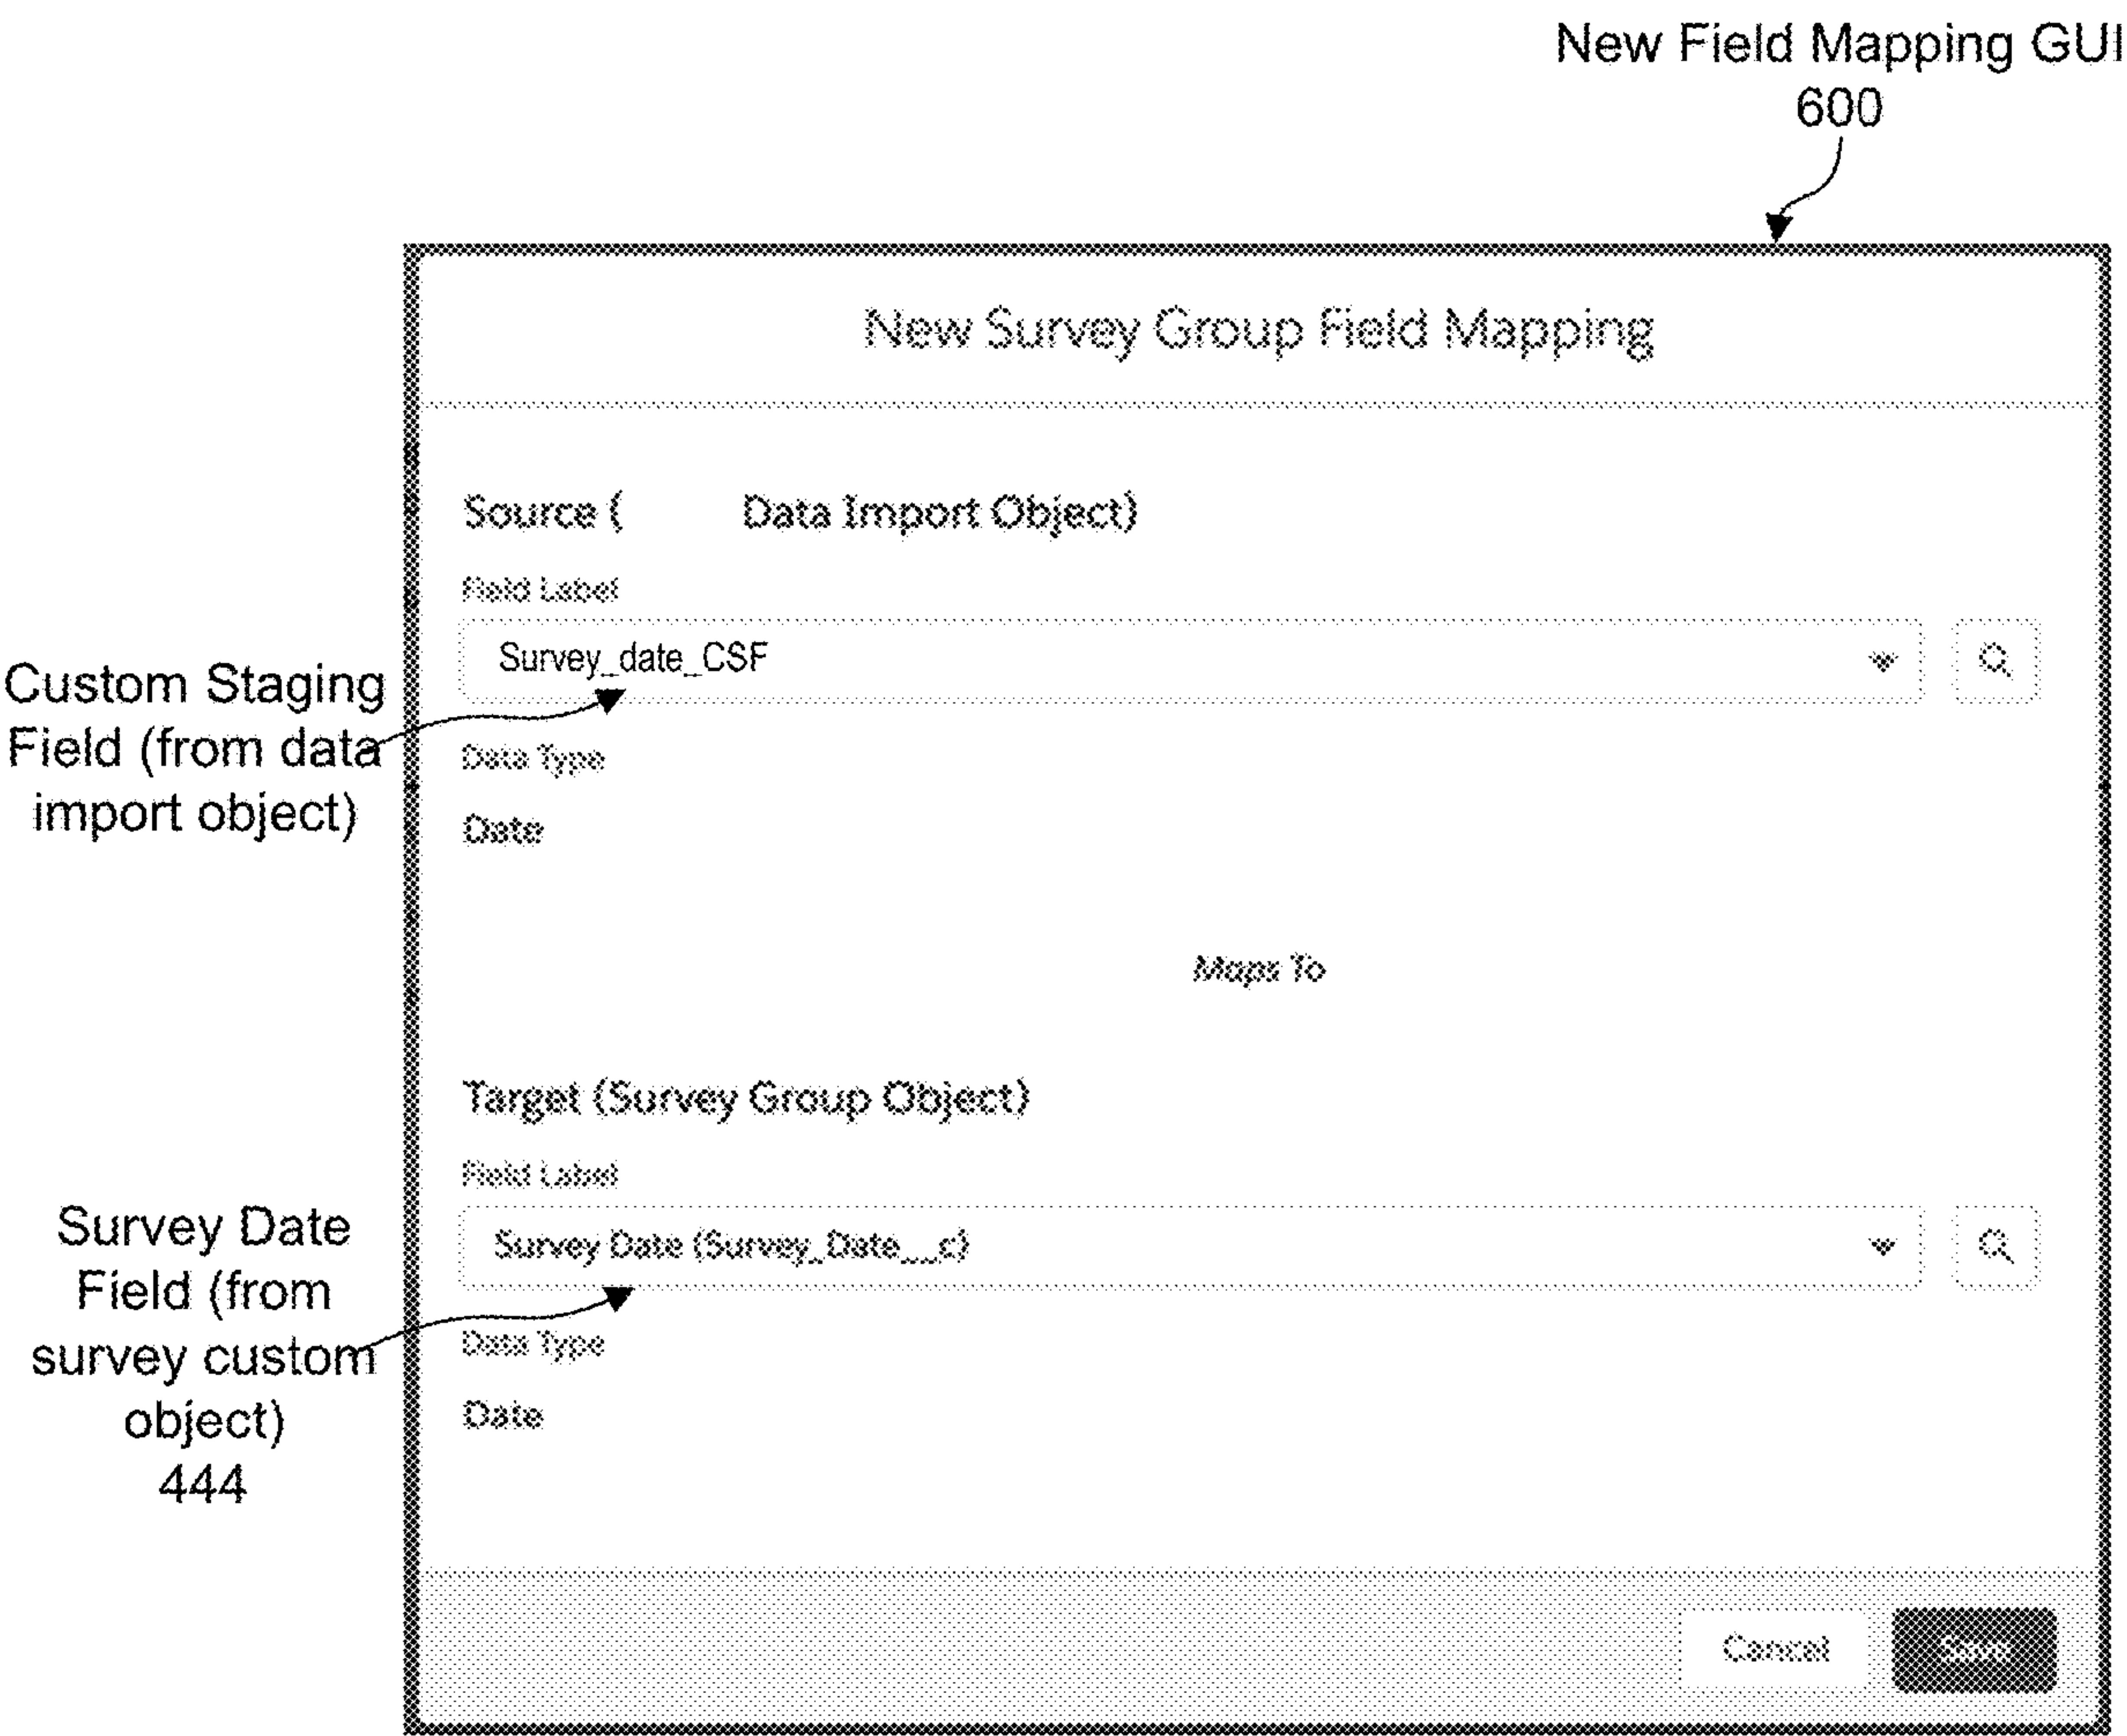 New Field Mapping GUI
600
New Survey Group Field Mapping
Source ( Data Import Object)
Field Label
Survey_date_CSF
Custom Staging
Field (from data
import object)
Data Type
Date
Maps To
Target (Survey Group Object)
Field Label
Survey Date (Survey_Date__c)
Survey Date
Field (from
survey custom
object)
444
Data Type
Date
Cancel
Save